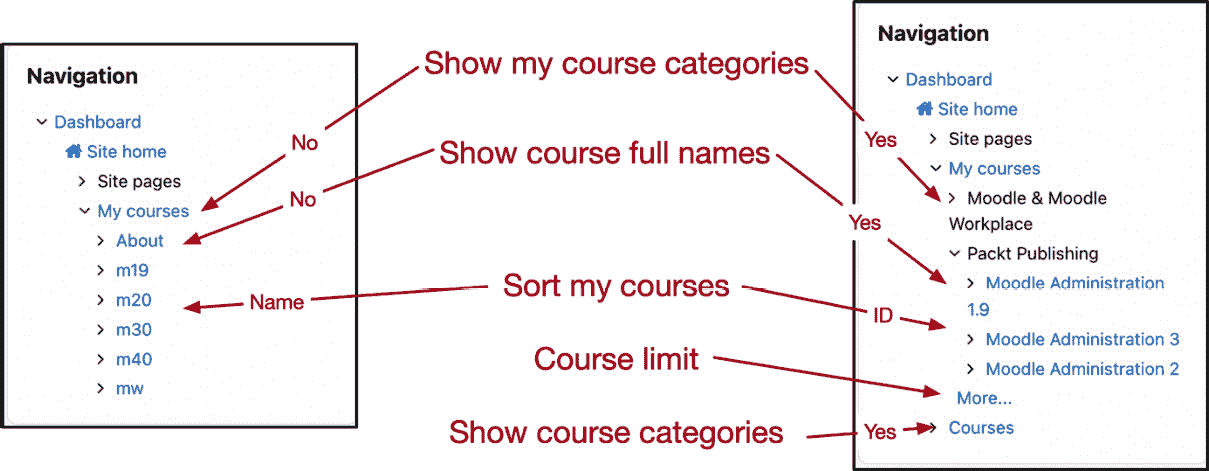 Navigation
Dashboard
Site home
Site pages
My courses
About
m19
m20
m30
m40
mw
Show my course categories
No
Yes
Show course full names
No
Yes
Sort my courses
Name
ID
Course limit
Show course categories
Yes
Navigation
Dashboard
Site home
Site pages
My courses
Moodle & Moodle
Workplace
Packt Publishing
Moodle Administration
1.9
Moodle Administration 3
Moodle Administration 2
More...
Courses